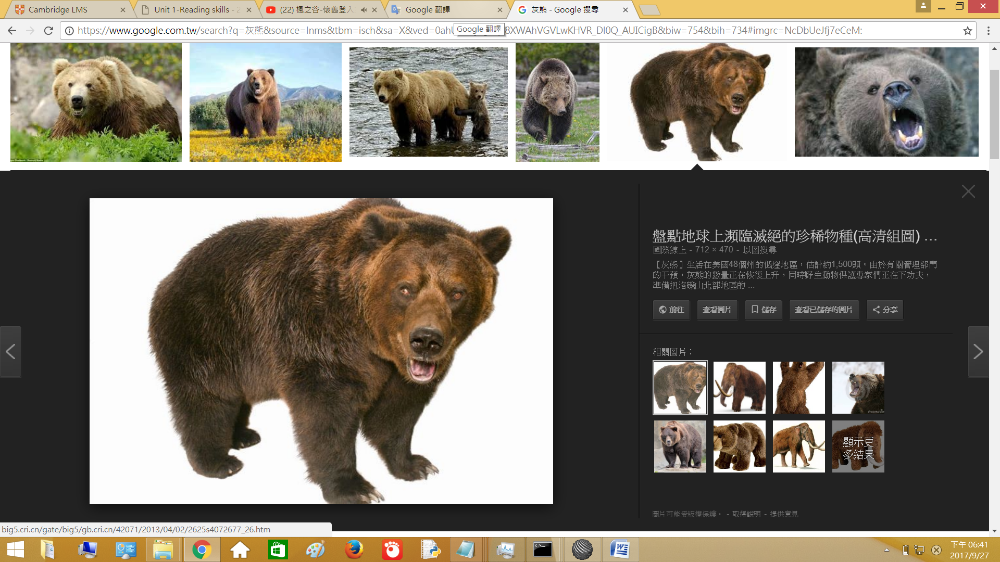 Cambridge LMS
Unit 1-Reading skills - 2
(22) 楓之谷-懷舊登入
Google 翻譯
灰熊 - Google 搜尋
https://www.google.com.tw/search?q=灰熊&source=lnms&tbm=isch&sa=X&ved=0ahU
Google 翻譯
8XWAhVGVLwKHVR_DI0Q_AUICigB&biw=754&bih=734#imgrc=NcDbUeJfj7eCeM:
盤點地球上瀕臨滅絕的珍稀物種(高清組圖) ...
國際線上 - 712 × 470 - 以圖搜尋
【灰熊】生活在美國48個州的低窪地區，估計約1,500頭。由於有關管理部門
的干預，灰熊的數量正在恢復上升，同時野生動物保護專家們正在下功夫，
準備把洛磯山北部地區的 ...
前往
查看圖片
儲存
查看已儲存的圖片
分享
相關圖片：
dreamstime
顯示更
多結果
圖片可能受版權保護。 - 取得說明 - 提供意見
big5.cri.cn/gate/big5/gb.cri.cn/42071/2013/04/02/2625s4072677_26.htm
下午 06:41
2017/9/27